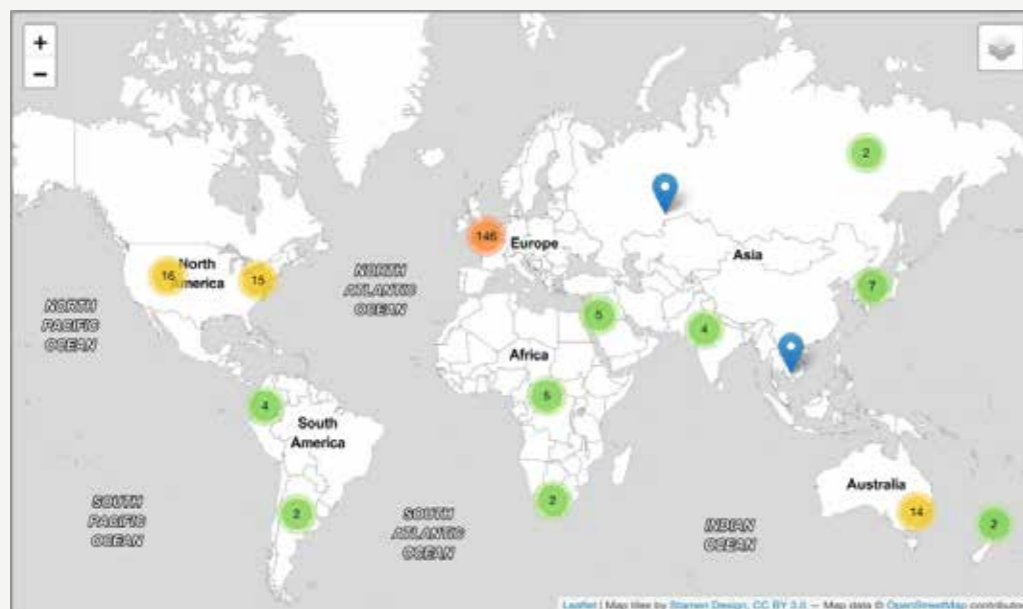 +
−
2
146
Europe
Asia
North
America
16
15
NORTH
ATLANTIC
OCEAN
7
NORTH
PACIFIC
OCEAN
5
4
Africa
5
4
South
America
Australia
SOUTH
PACIFIC
OCEAN
2
SOUTH
ATLANTIC
OCEAN
2
INDIAN
OCEAN
14
2
Leaflet | Map tiles by Stamen Design, CC BY 3.0 — Map data © OpenStreetMap contributors